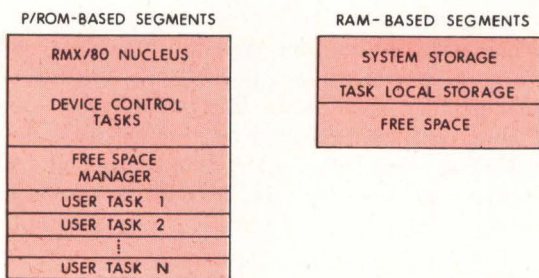 P/ROM-BASED SEGMENTS
RMX/80 NUCLEUS
DEVICE CONTROL
TASKS
FREE SPACE
MANAGER
USER TASK 1
USER TASK 2
⋮
USER TASK N
RAM-BASED SEGMENTS
SYSTEM STORAGE
TASK LOCAL STORAGE
FREE SPACE